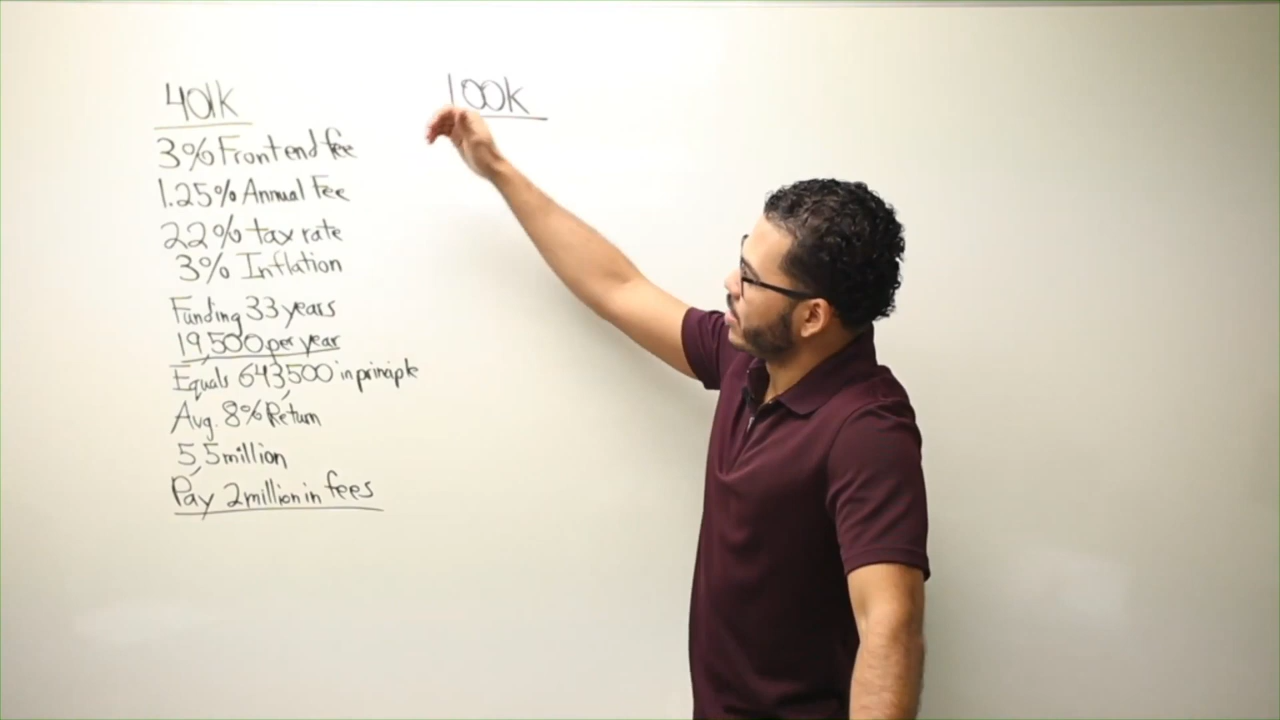 401k
3% Front end fee
1.25% Annual Fee
22% tax rate
3% Inflation
Funding 33 years
19,500 per year
Equals 643,500 in principle
Avg. 8% Return
5,5 million
Pay 2 million in fees
100k